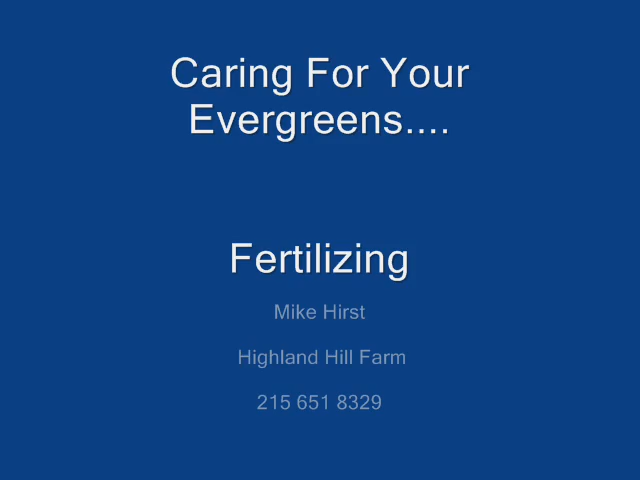 Caring For Your
Evergreens....
Fertilizing
Mike Hirst
Highland Hill Farm
215 651 8329